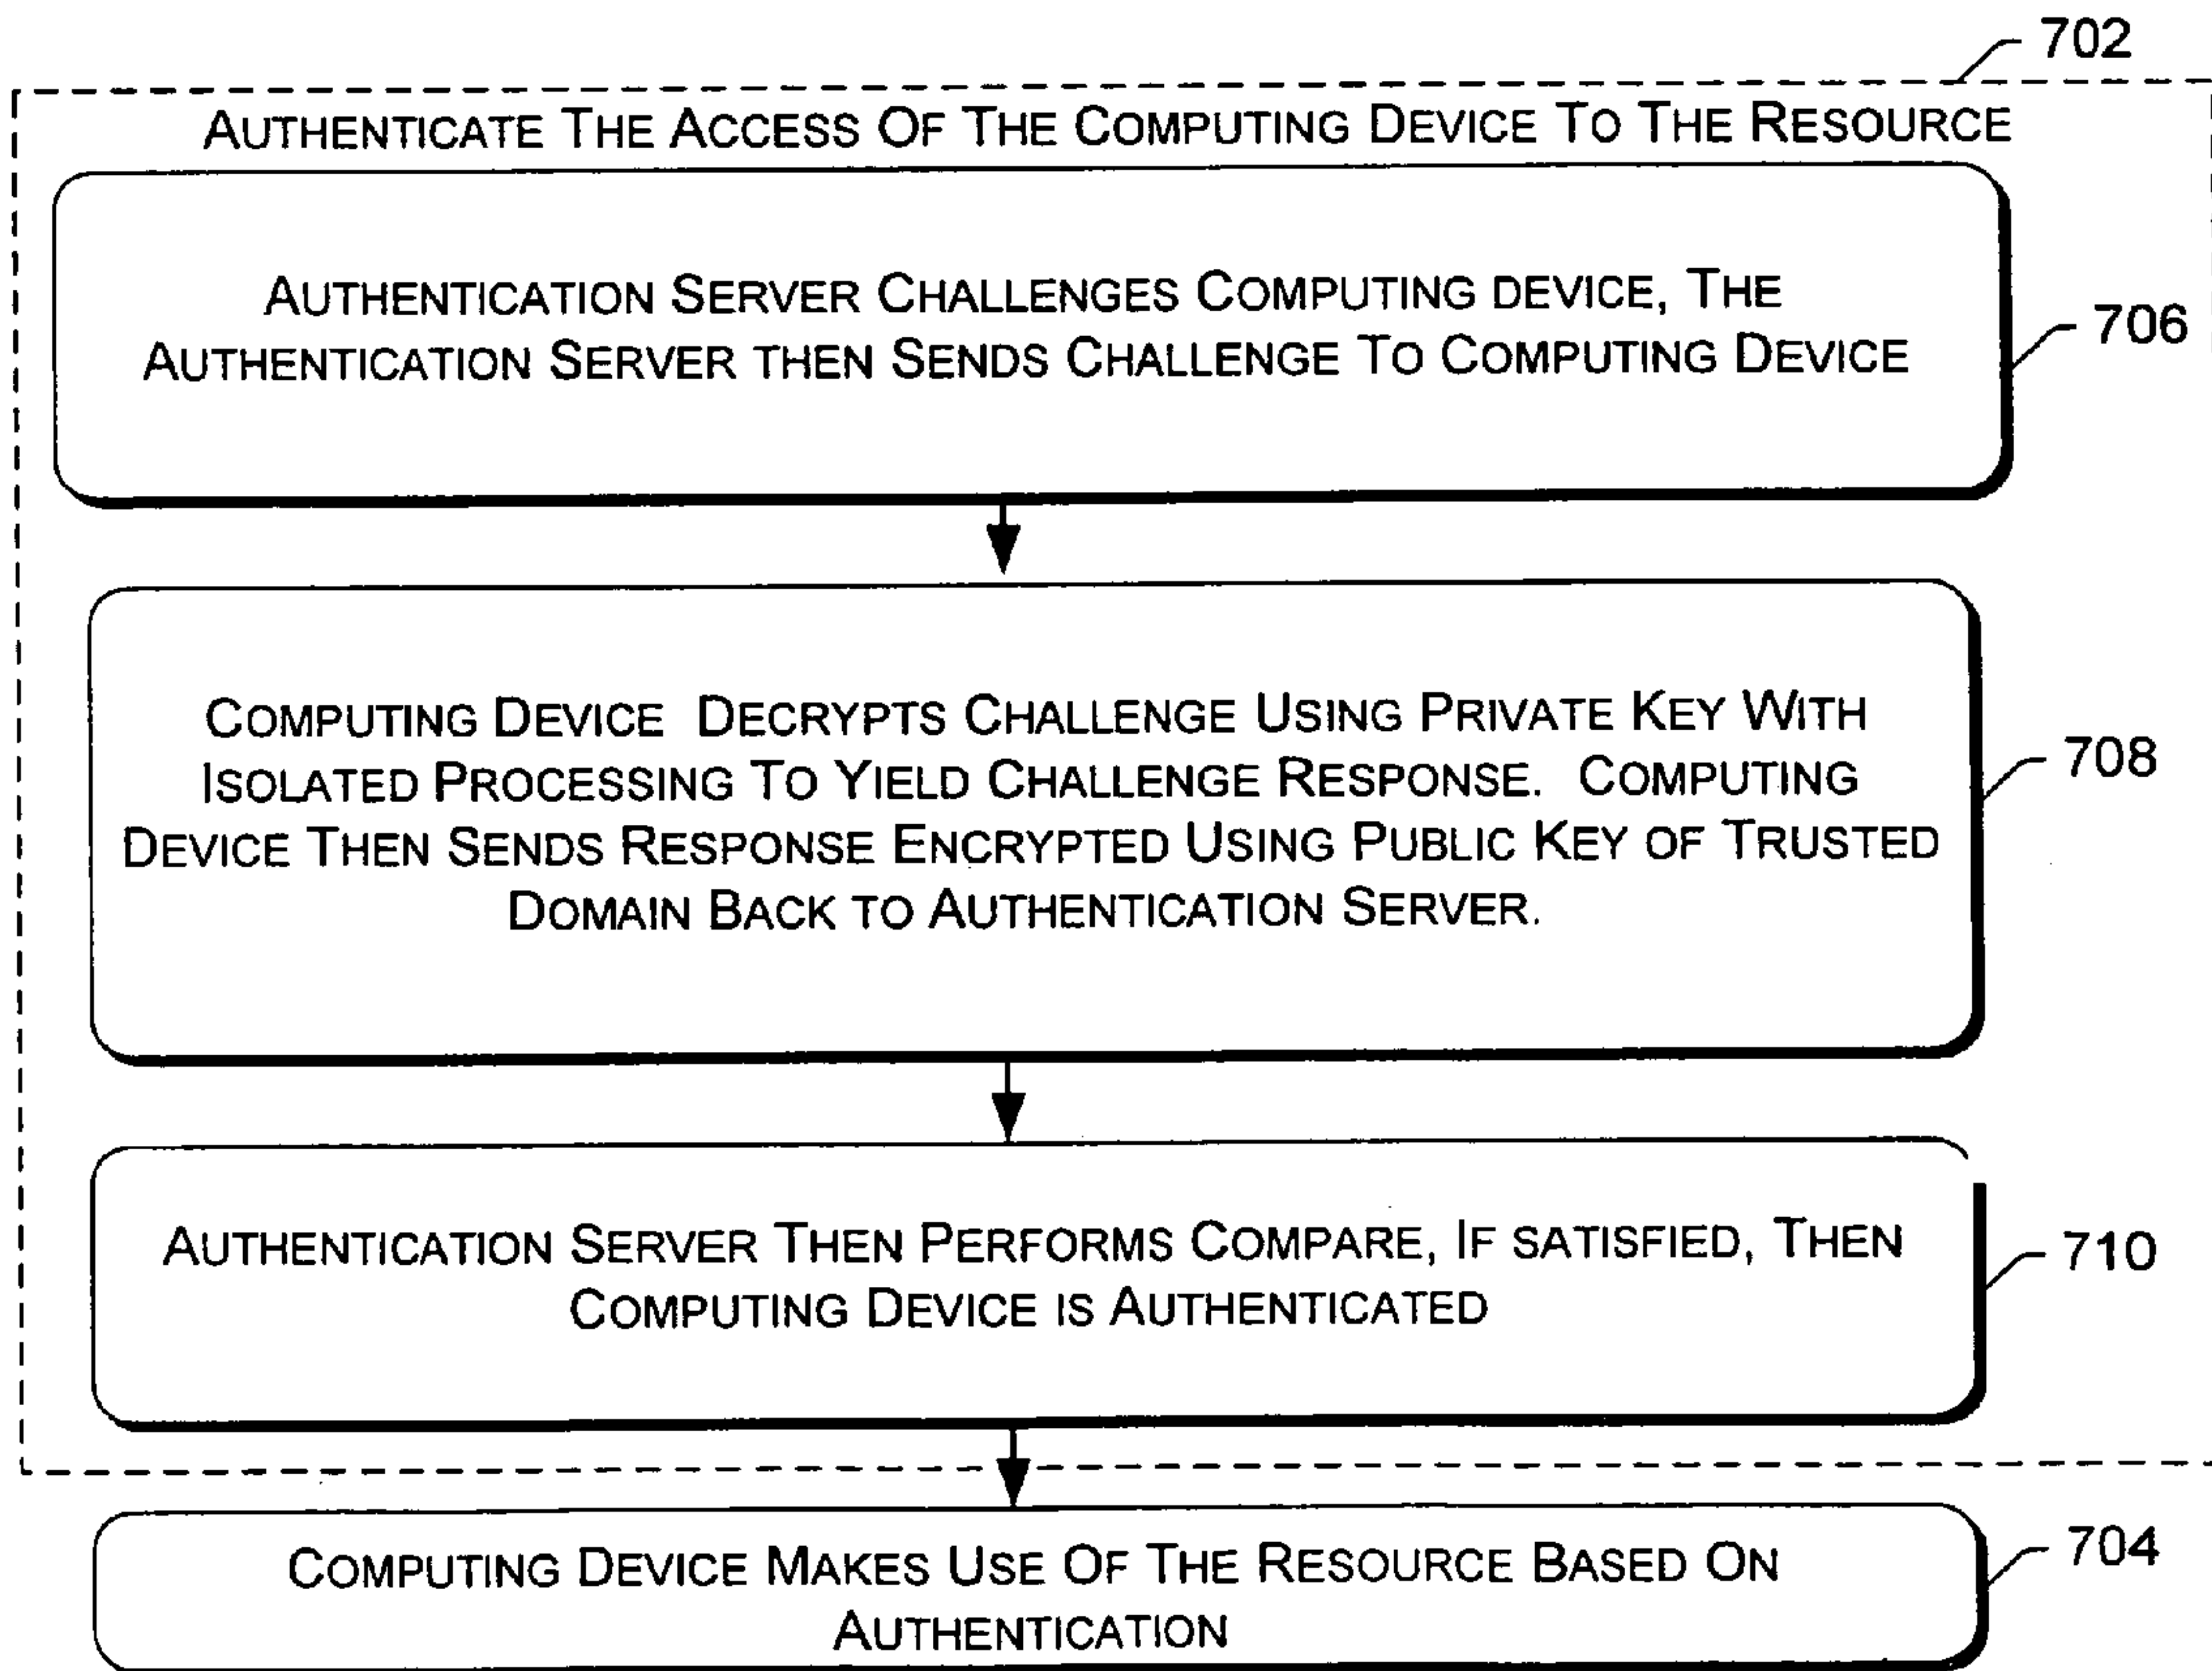 702
AUTHENTICATE THE ACCESS OF THE COMPUTING DEVICE TO THE RESOURCE
AUTHENTICATION SERVER CHALLENGES COMPUTING DEVICE, THE
AUTHENTICATION SERVER THEN SENDS CHALLENGE TO COMPUTING DEVICE
706
COMPUTING DEVICE DECRYPTS CHALLENGE USING PRIVATE KEY WITH
ISOLATED PROCESSING TO YIELD CHALLENGE RESPONSE. COMPUTING
DEVICE THEN SENDS RESPONSE ENCRYPTED USING PUBLIC KEY OF TRUSTED
DOMAIN BACK TO AUTHENTICATION SERVER.
708
AUTHENTICATION SERVER THEN PERFORMS COMPARE, IF SATISFIED, THEN
COMPUTING DEVICE IS AUTHENTICATED
710
COMPUTING DEVICE MAKES USE OF THE RESOURCE BASED ON
AUTHENTICATION
704